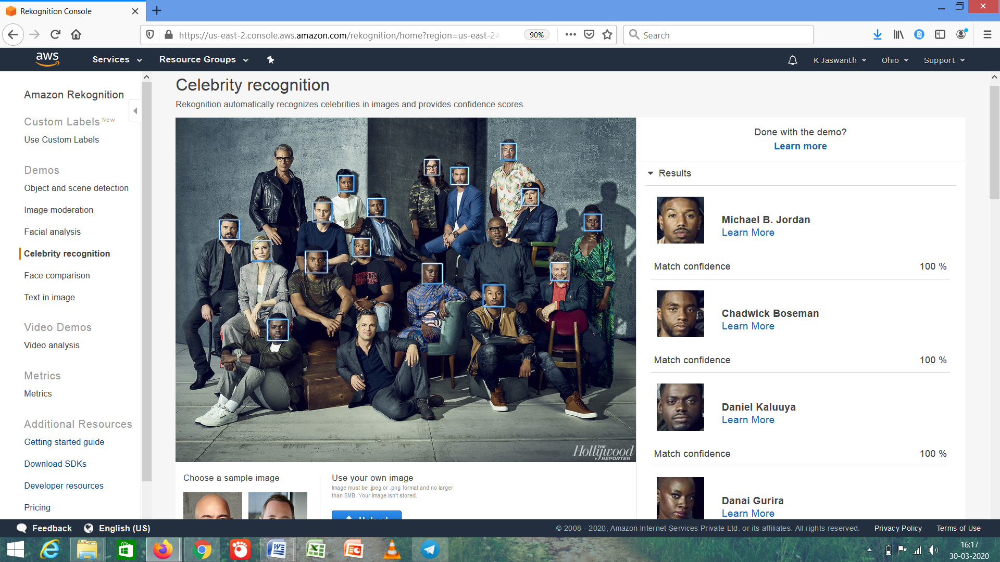 Rekognition Console
https://us-east-2.console.aws.amazon.com/rekognition/home?region=us-east-2#
90%
Search
aws
Services
Resource Groups
K Jaswanth
Ohio
Support
Amazon Rekognition
Custom Labels New
Use Custom Labels
Demos
Object and scene detection
Image moderation
Facial analysis
Celebrity recognition
Face comparison
Text in image
Video Demos
Video analysis
Metrics
Metrics
Additional Resources
Getting started guide
Download SDKs
Developer resources
Pricing
Celebrity recognition
Rekognition automatically recognizes celebrities in images and provides confidence scores.
FRIENDS
THE
Hollywood
REPORTER
Choose a sample image
Use your own image
Image must be .jpeg or .png format and no larger
than 5MB. Your image isn't stored.
Upload
Done with the demo?
Learn more
Results
Michael B. Jordan
Learn More
Match confidence 100 %
Chadwick Boseman
Learn More
Match confidence 100 %
Daniel Kaluuya
Learn More
Match confidence 100 %
Danai Gurira
Learn More
Feedback
English (US)
© 2008 - 2020, Amazon Internet Services Private Ltd. or its affiliates. All rights reserved.
Privacy Policy
Terms of Use
16:17
30-03-2020